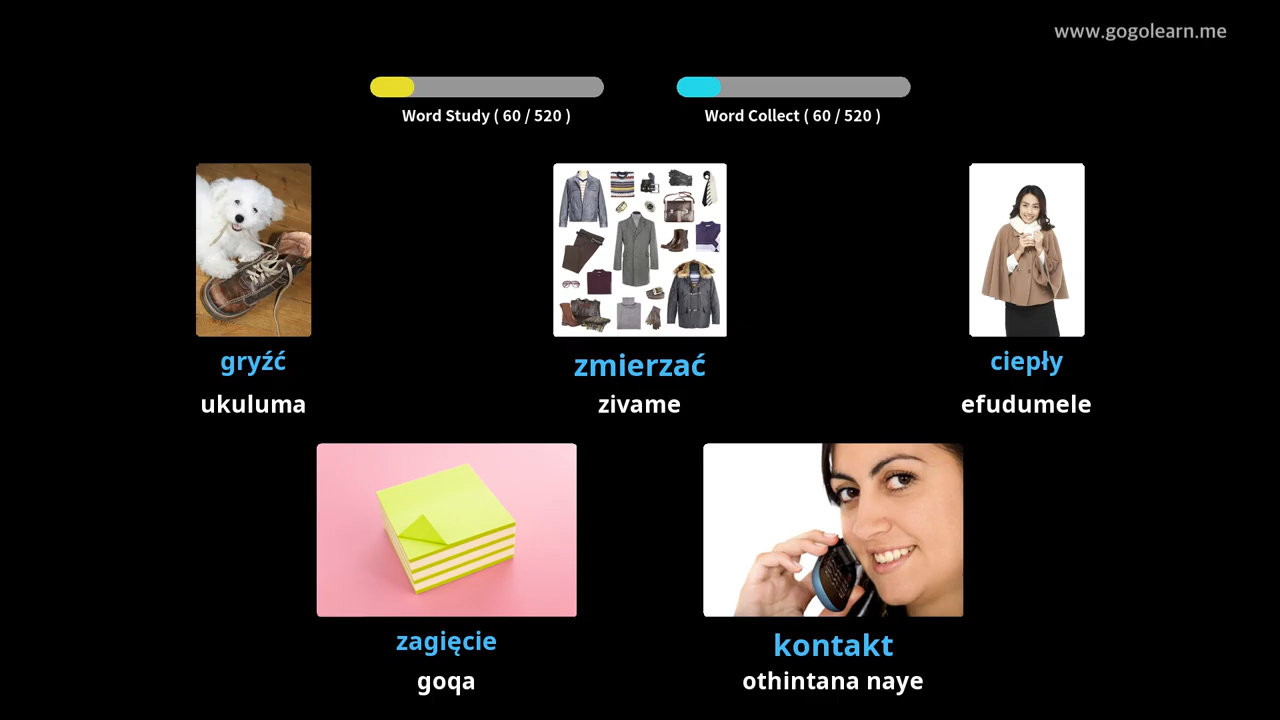 www.gogolearn.me
Word Study ( 60 / 520 )
Word Collect ( 60 / 520 )
gryźć
zmierzać
ciepły
ukuluma
zivame
efudumele
zagięcie
kontakt
goqa
othintana naye